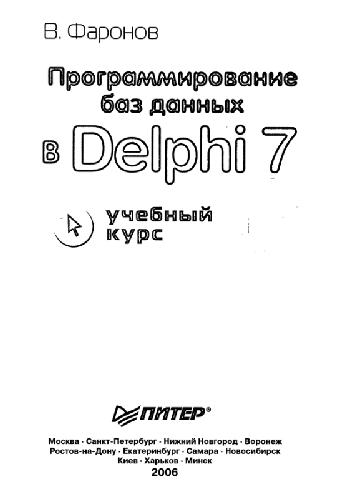 В. Фаронов
Программирование
баз данных
в Delphi 7
учебный
курс
ПИТЕР®
Москва · Санкт-Петербург · Нижний Новгород · Воронеж
Ростов-на-Дону · Екатеринбург · Самара · Новосибирск
Киев · Харьков · Минск
2006